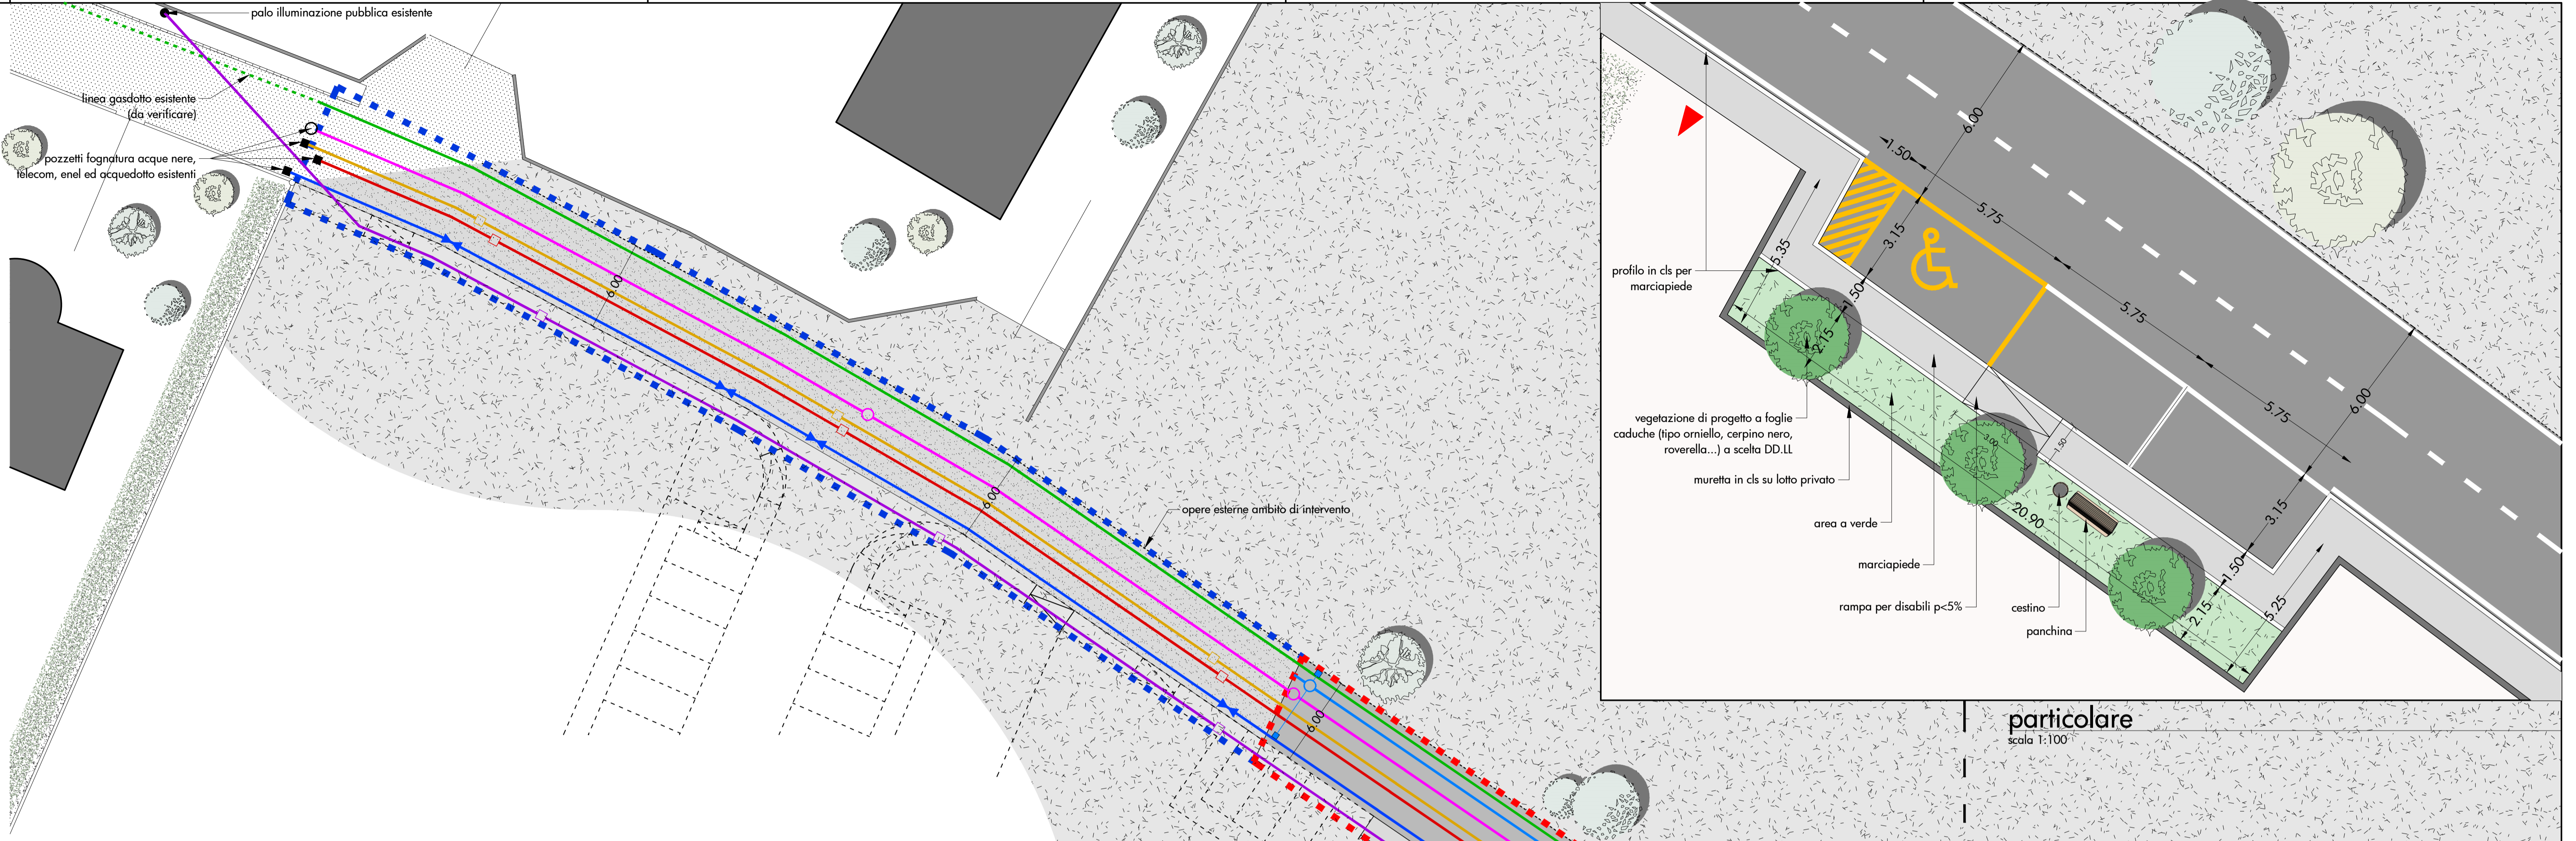 palo illuminazione pubblica esistente
linea gasdotto esistente
(da verificare)
pozzetti fognatura acque nere,
telecom, enel ed acquedotto esistenti
6.00
6.00
opere esterne ambito di intervento
6.00
6.00
1.50
5.75
3.15
5.35
1.50
2.15
5.75
5.75
6.00
profilo in cls per
marciapiede
vegetazione di progetto a foglie
caduche (tipo orniello, cerpino nero,
roverella...) a scelta DD.LL
muretta in cls su lotto privato
area a verde
marciapiede
rampa per disabili p<5%
cestino
panchina
2.00
1.50
20.90
3.15
1.50
2.15
5.25
particolare
scala 1:100